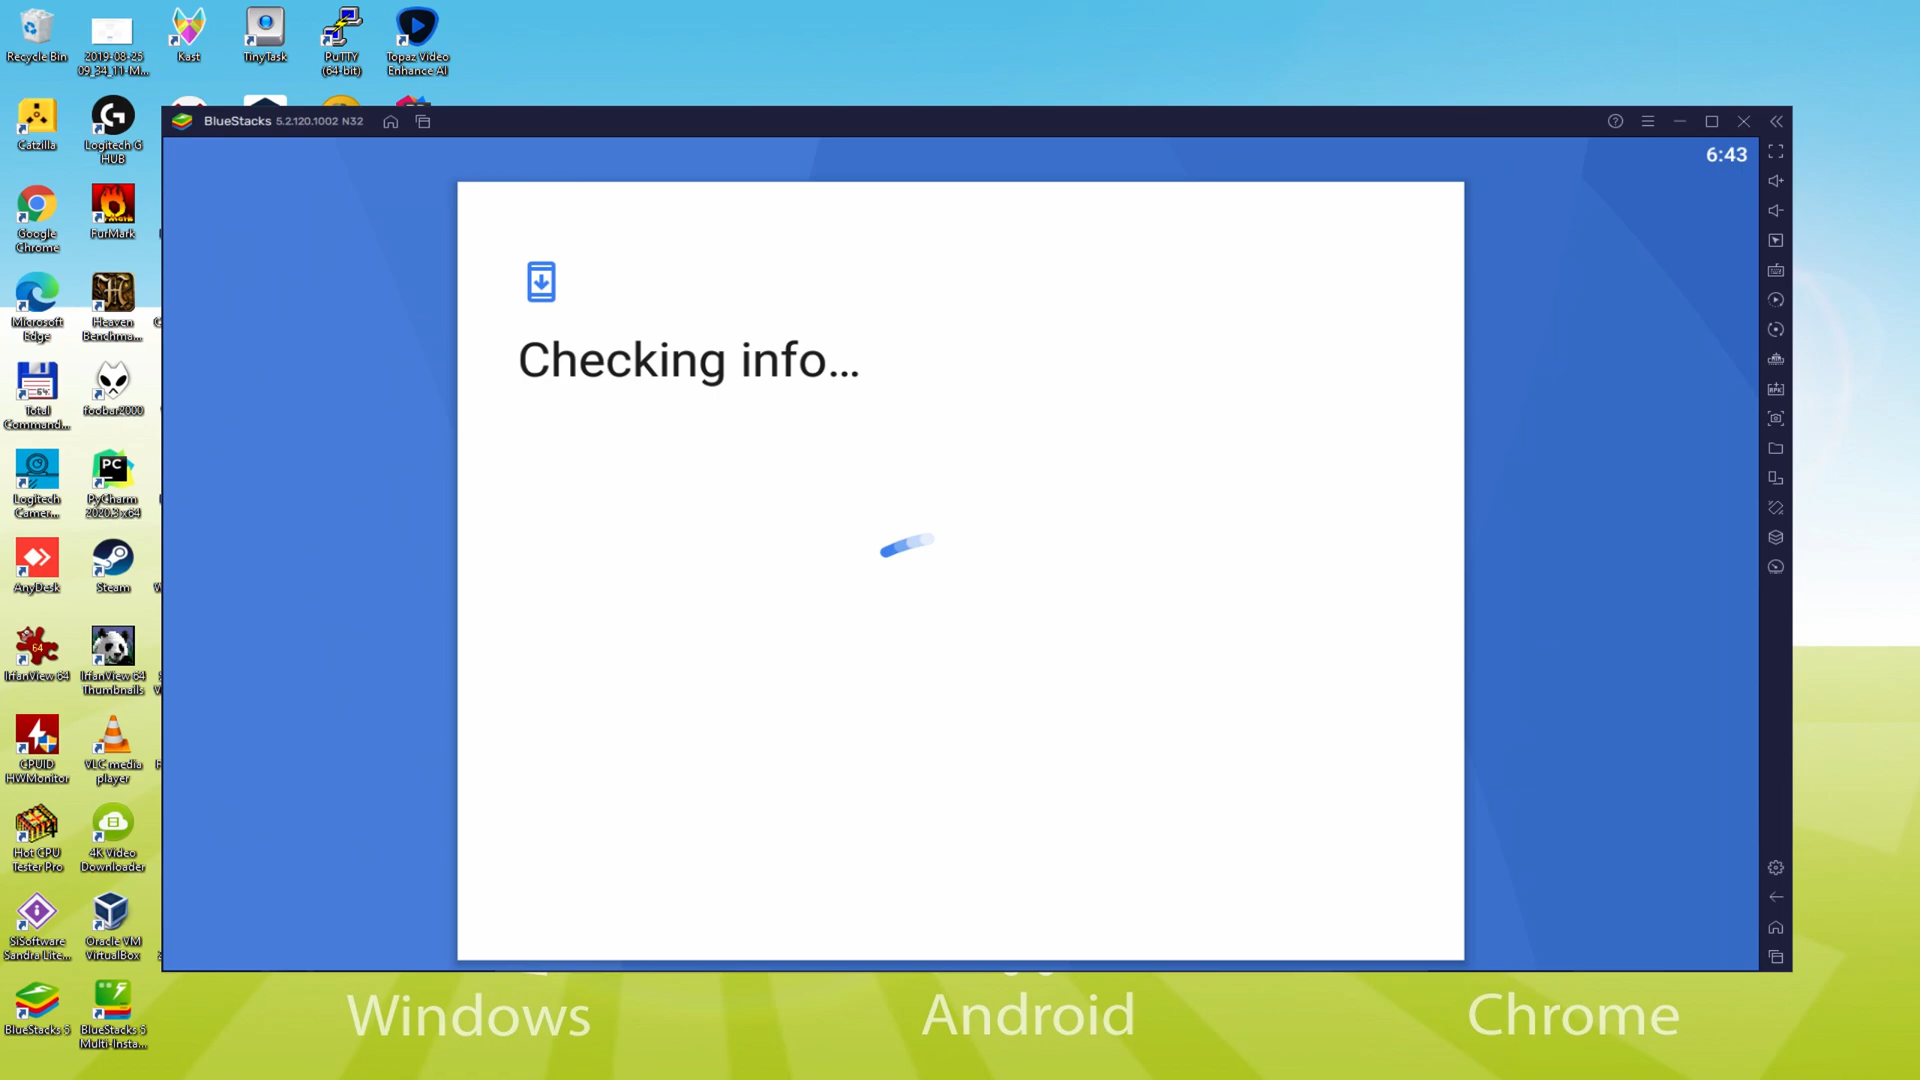 Recycle Bin
2019-08-25
09_34_11-M...
Kast
TinyTask
PuTTY
(64-bit)
Topaz Video
Enhance AI
BlueStacks 5.2.120.1002 N32
6:43
Catzilla
Logitech G
HUB
Google
Chrome
FurMark
Microsoft
Edge
Heaven
Benchma...
Total
Command...
foobar2000
Logitech
Camer...
PyCharm
2020.3 x64
AnyDesk
Steam
IrfanView 64
IrfanView 64
Thumbnails
CPUID
HWMonitor
VLC media
player
Hot CPU
Tester Pro
4K Video
Downloader
SiSoftware
Sandra Lite...
Oracle VM
VirtualBox
BlueStacks 5
BlueStacks 5
Multi-Insta...
Checking info...
Windows
Android
Chrome